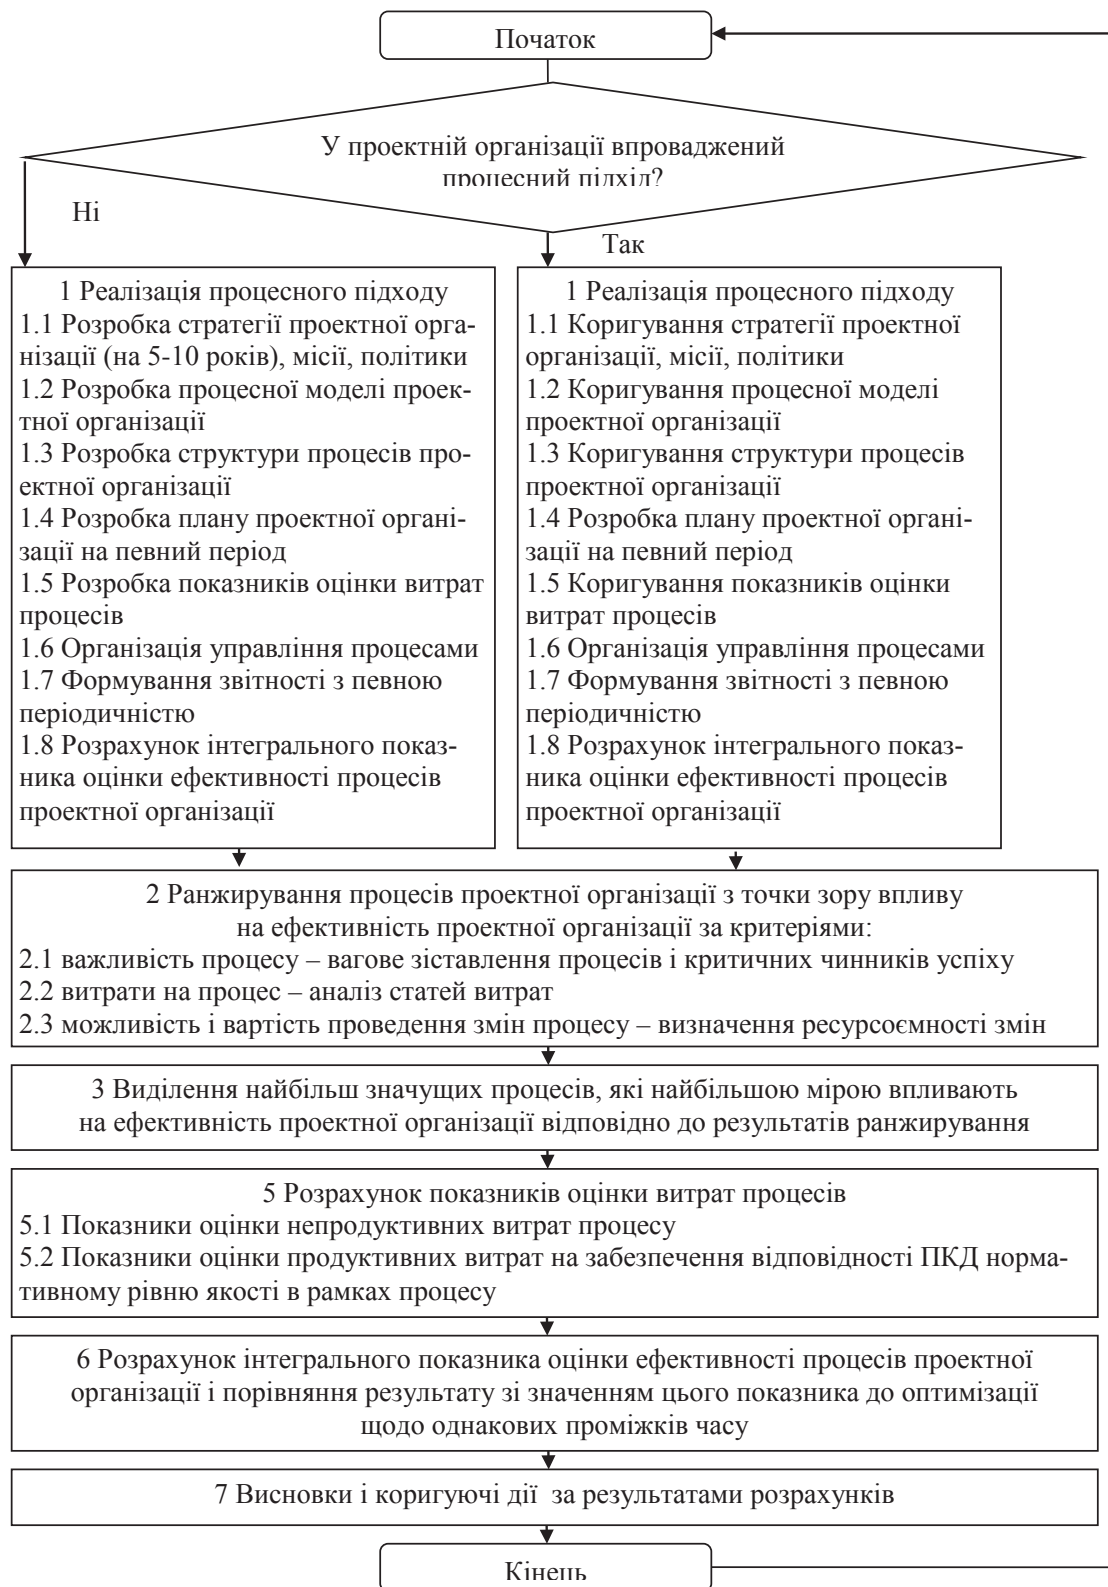 Початок
У проектній організації впроваджений
процесний підхід?
Ні
Так
1 Реалізація процесного підходу
1.1 Розробка стратегії проектної орга-
нізації (на 5-10 років), місії, політики
1.2 Розробка процесної моделі проек-
тної організації
1.3 Розробка структури процесів про-
ектної організації
1.4 Розробка плану проектної органі-
зації на певний період
1.5 Розробка показників оцінки витрат
процесів
1.6 Організація управління процесами
1.7 Формування звітності з певною
періодичністю
1.8 Розрахунок інтегрального показ-
ника оцінки ефективності процесів
проектної організації
1 Реалізація процесного підходу
1.1 Коригування стратегії проектної
організації, місії, політики
1.2 Коригування процесної моделі
проектної організації
1.3 Коригування структури процесів
проектної організації
1.4 Розробка плану проектної органі-
зації на певний період
1.5 Коригування показників оцінки
витрат процесів
1.6 Організація управління процесами
1.7 Формування звітності з певною
періодичністю
1.8 Розрахунок інтегрального показ-
ника оцінки ефективності процесів
проектної організації
2 Ранжирування процесів проектної організації з точки зору впливу
на ефективність проектної організації за критеріями:
2.1 важливість процесу – вагове зіставлення процесів і критичних чинників успіху
2.2 витрати на процес – аналіз статей витрат
2.3 можливість і вартість проведення змін процесу – визначення ресурсоємності змін
3 Виділення найбільш значущих процесів, які найбільшою мірою впливають
на ефективність проектної організації відповідно до результатів ранжирування
5 Розрахунок показників оцінки витрат процесів
5.1 Показники оцінки непродуктивних витрат процесу
5.2 Показники оцінки продуктивних витрат на забезпечення відповідності ПКД норма-
тивному рівню якості в рамках процесу
6 Розрахунок інтегрального показника оцінки ефективності процесів проектної
організації і порівняння результату зі значенням цього показника до оптимізації
щодо однакових проміжків часу
7 Висновки і коригуючі дії за результатами розрахунків
Кінець